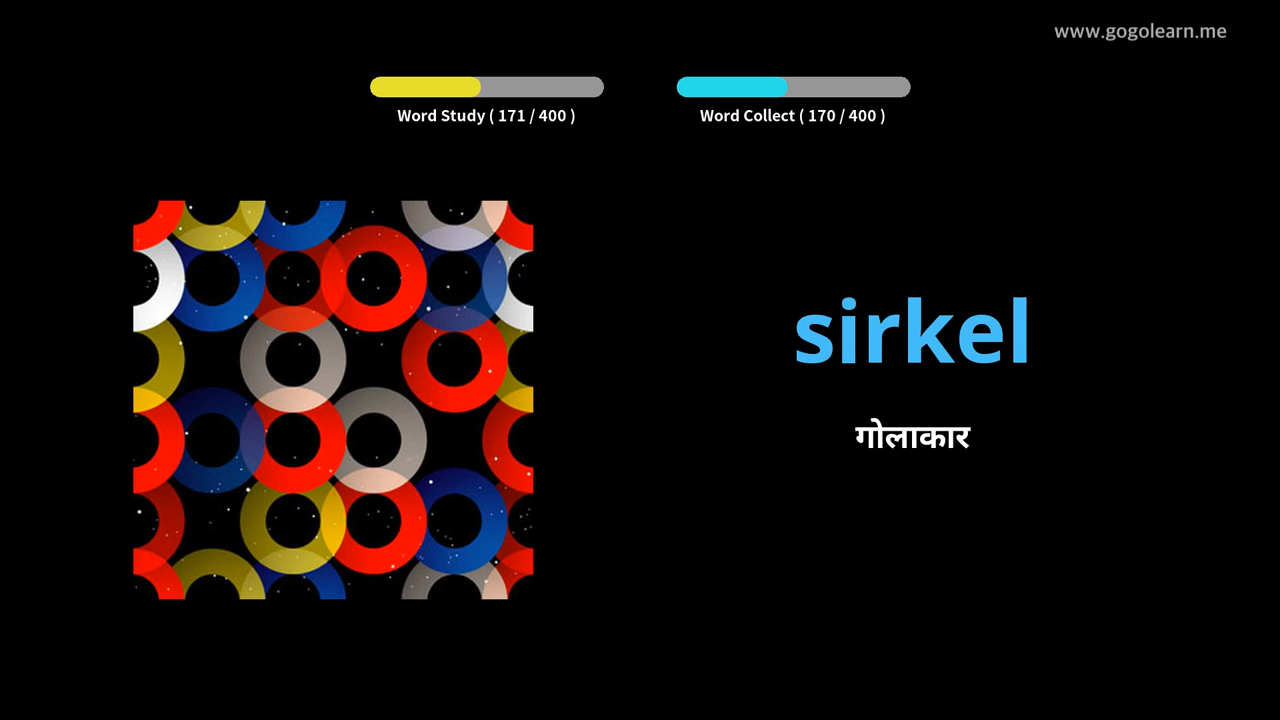 www.gogolearn.me
Word Study ( 171 / 400 )
Word Collect ( 170 / 400 )
sirkel
गोलाकार